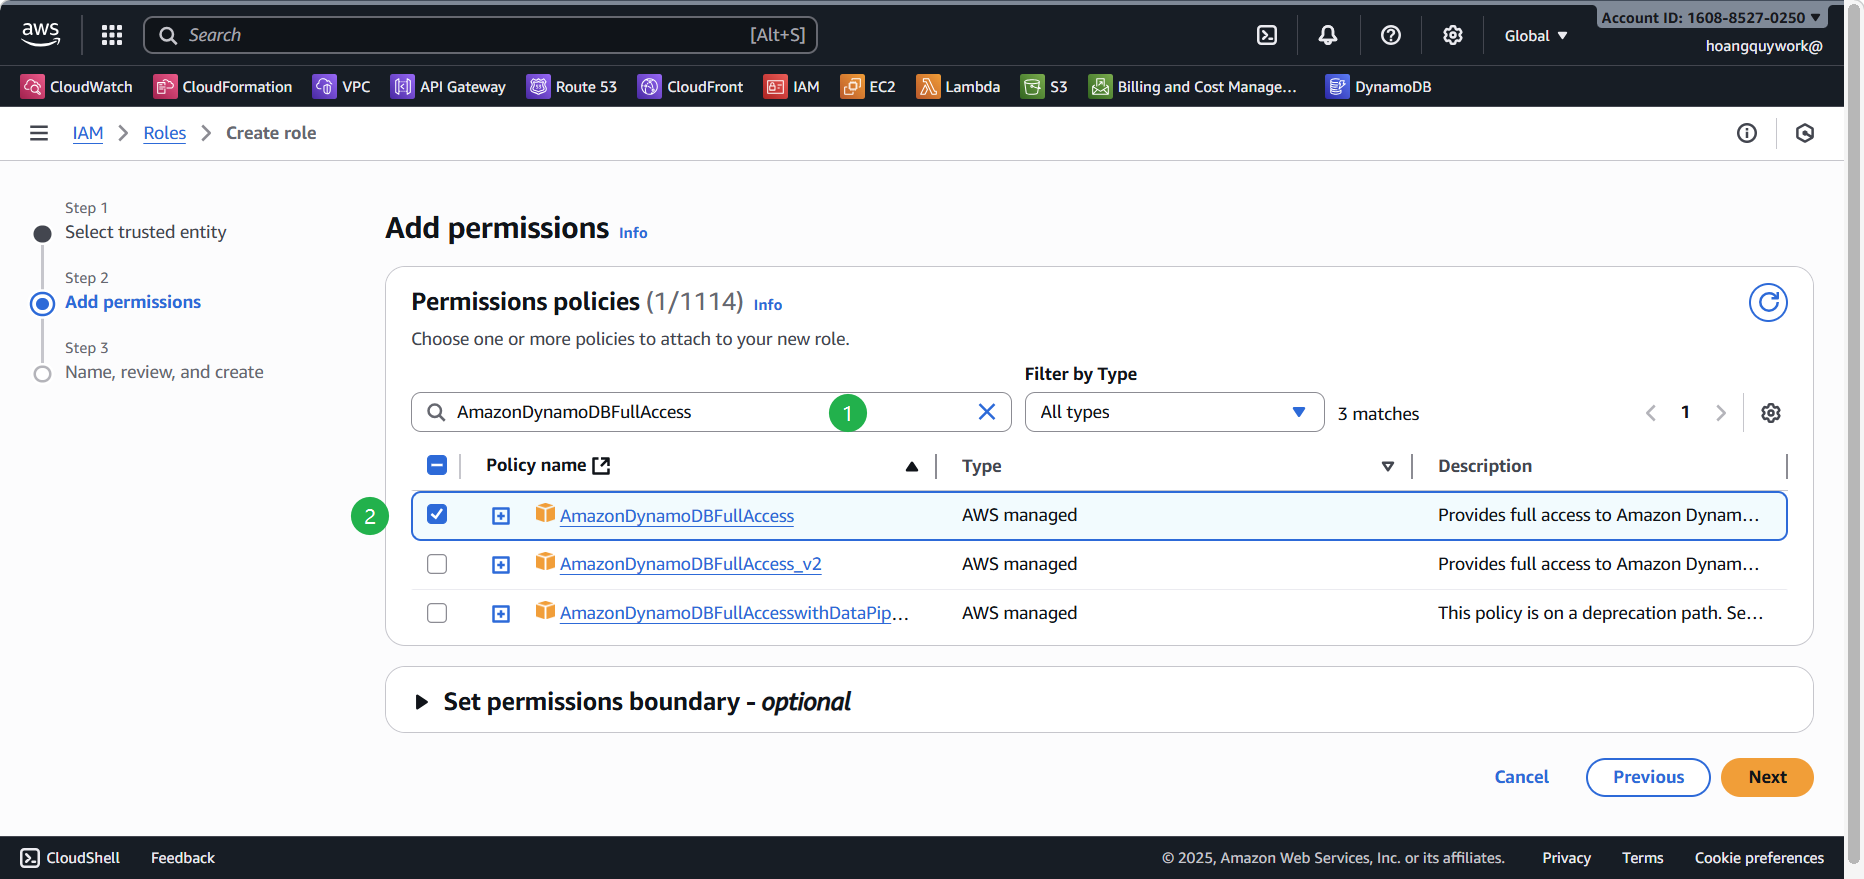 aws
Search
[Alt+S]
Global
Account ID: 1608-8527-0250
hoangquywork@
CloudWatch
CloudFormation
VPC
API Gateway
Route 53
CloudFront
IAM
EC2
Lambda
S3
Billing and Cost Manage...
DynamoDB
IAM
Roles
Create role
Step 1
Select trusted entity
Step 2
Add permissions
Step 3
Name, review, and create
Add permissions Info
Permissions policies (1/1114) Info
Choose one or more policies to attach to your new role.
Filter by Type
AmazonDynamoDBFullAccess
1
All types
3 matches
1
Policy name
Type
Description
2
AmazonDynamoDBFullAccess
AWS managed
Provides full access to Amazon Dynam...
AmazonDynamoDBFullAccess_v2
AWS managed
Provides full access to Amazon Dynam...
AmazonDynamoDBFullAccesswithDataPip...
AWS managed
This policy is on a deprecation path. Se...
Set permissions boundary - optional
Cancel
Previous
Next
CloudShell
Feedback
© 2025, Amazon Web Services, Inc. or its affiliates.
Privacy
Terms
Cookie preferences